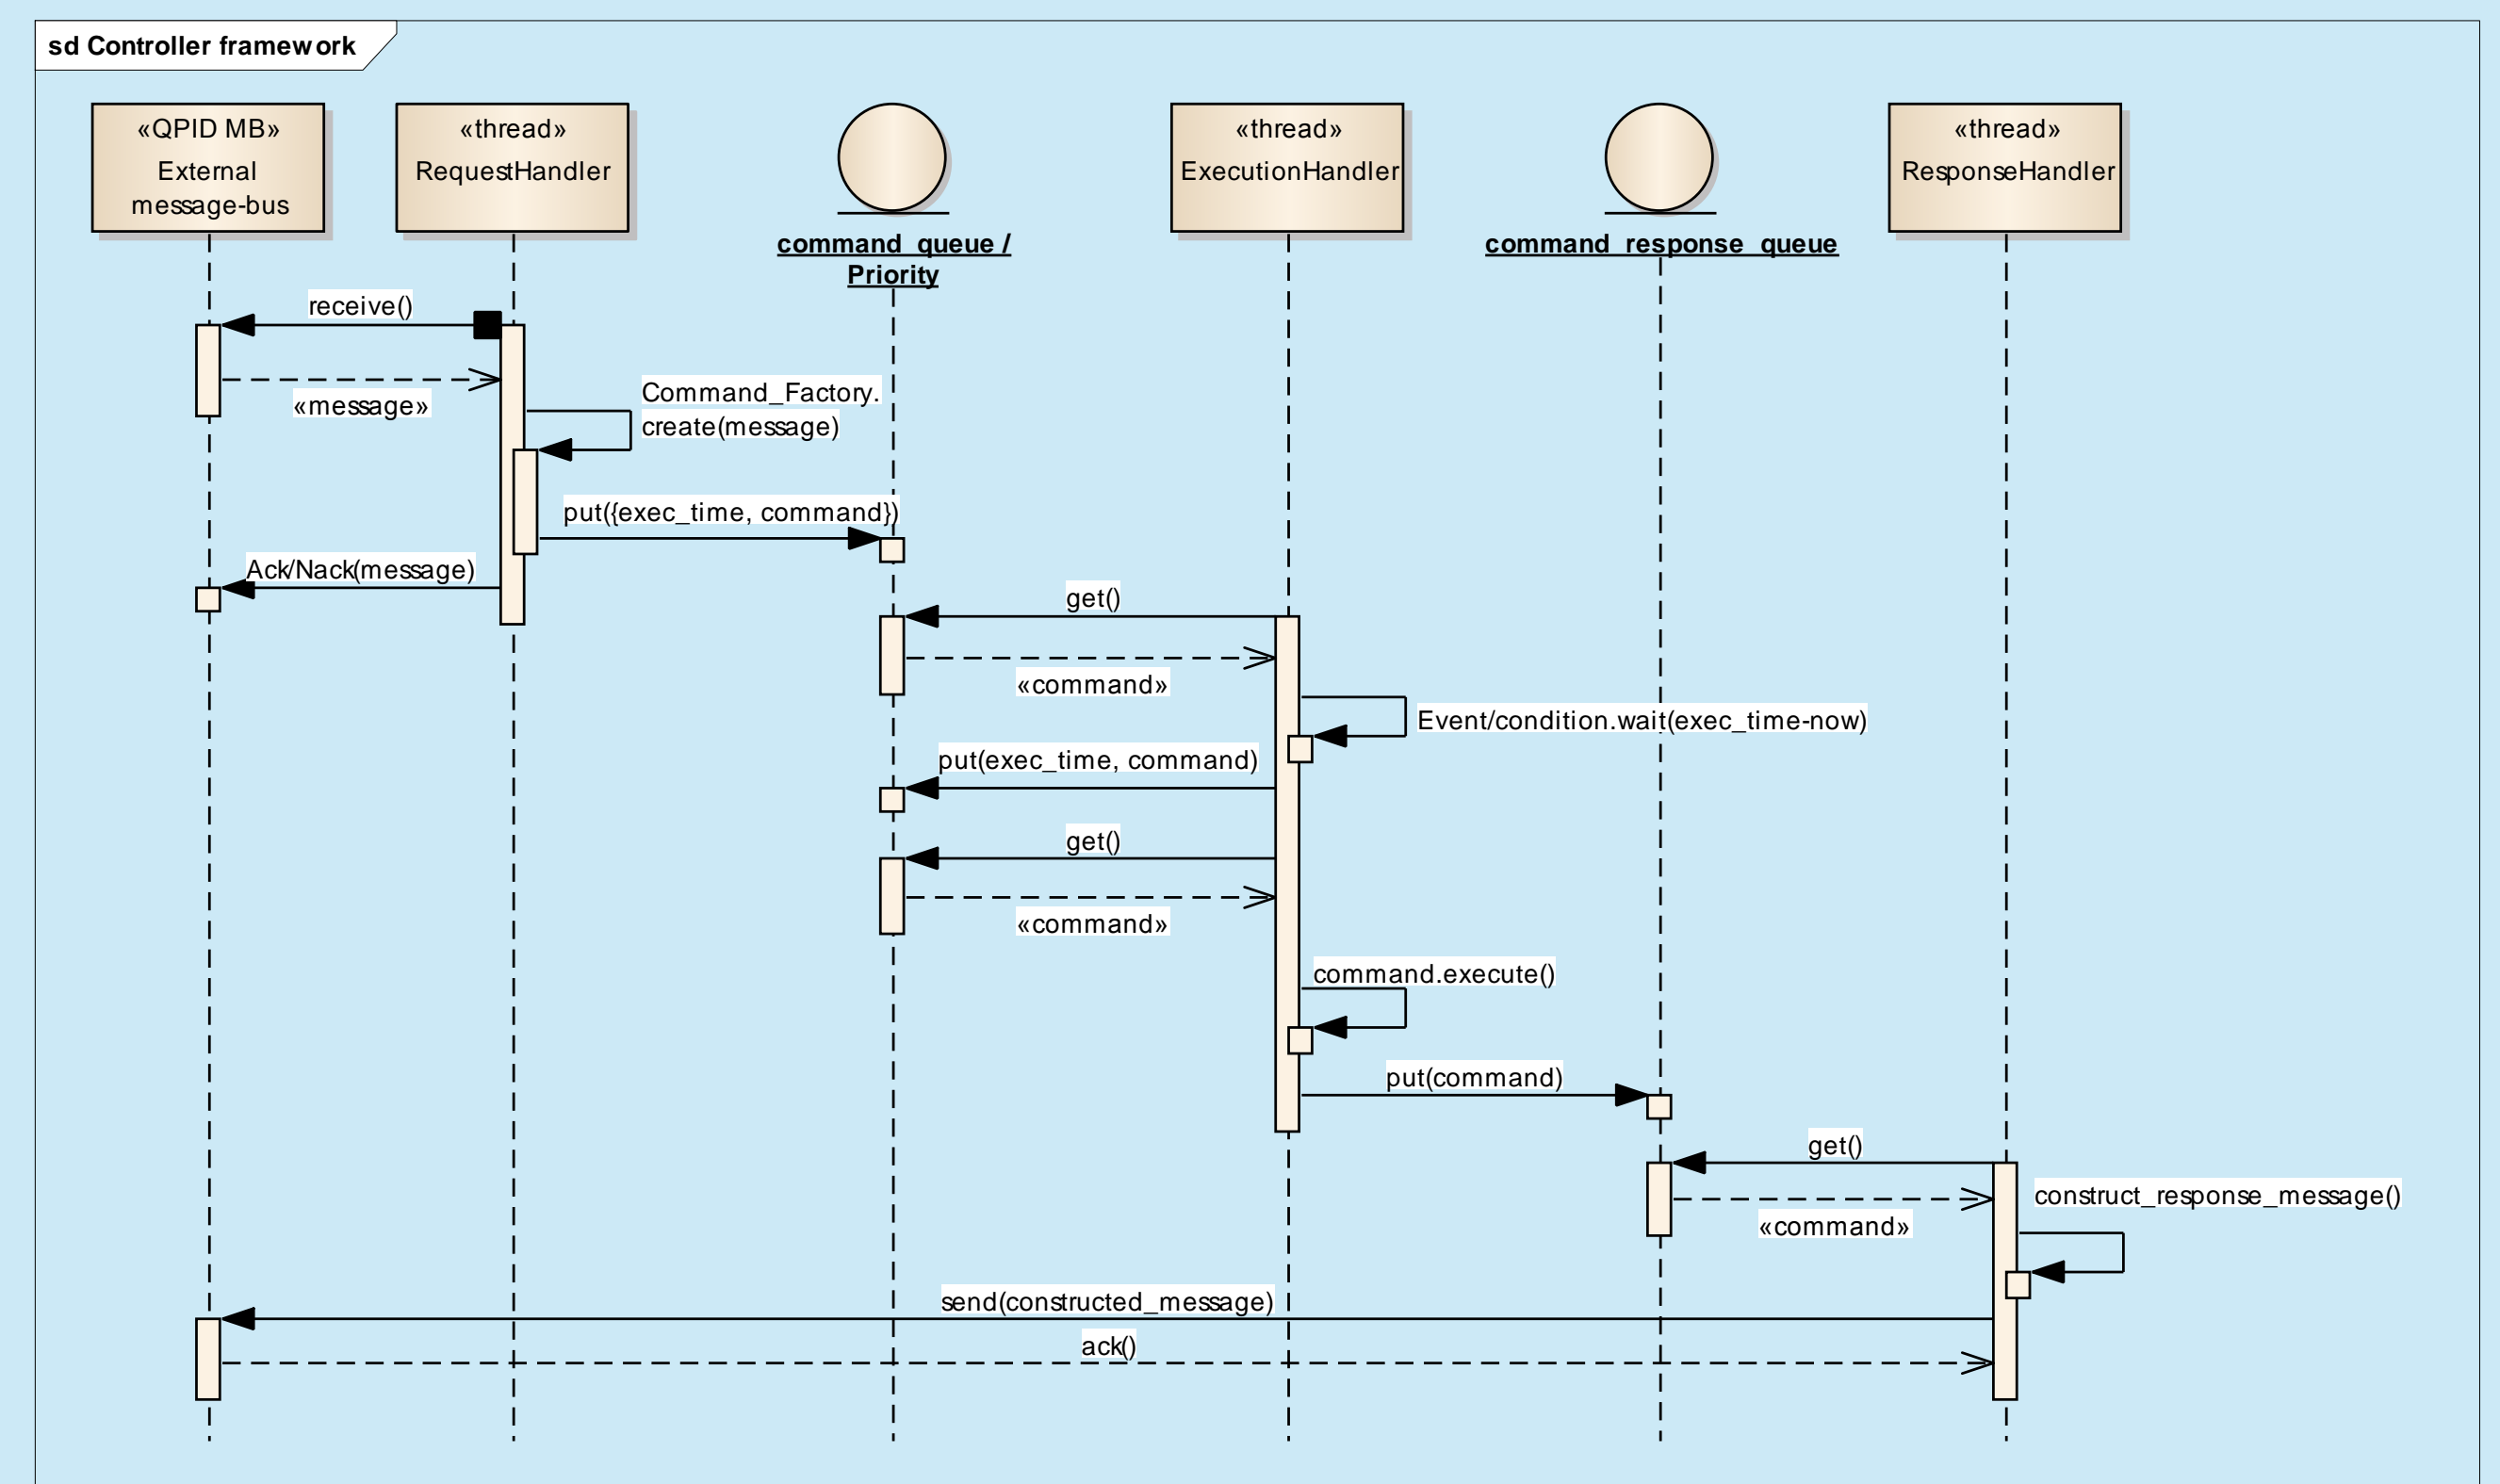 sd Controller framework
«QPID MB»
External
message-bus
«thread»
RequestHandler
command_queue /
Priority
«thread»
ExecutionHandler
command_response_queue
«thread»
ResponseHandler
receive()
«message»
Command_Factory.
create(message)
put({exec_time, command})
Ack/Nack(message)
get()
«command»
Event/condition.wait(exec_time-now)
put(exec_time, command)
get()
«command»
command.execute()
put(command)
get()
construct_response_message()
«command»
send(constructed_message)
ack()